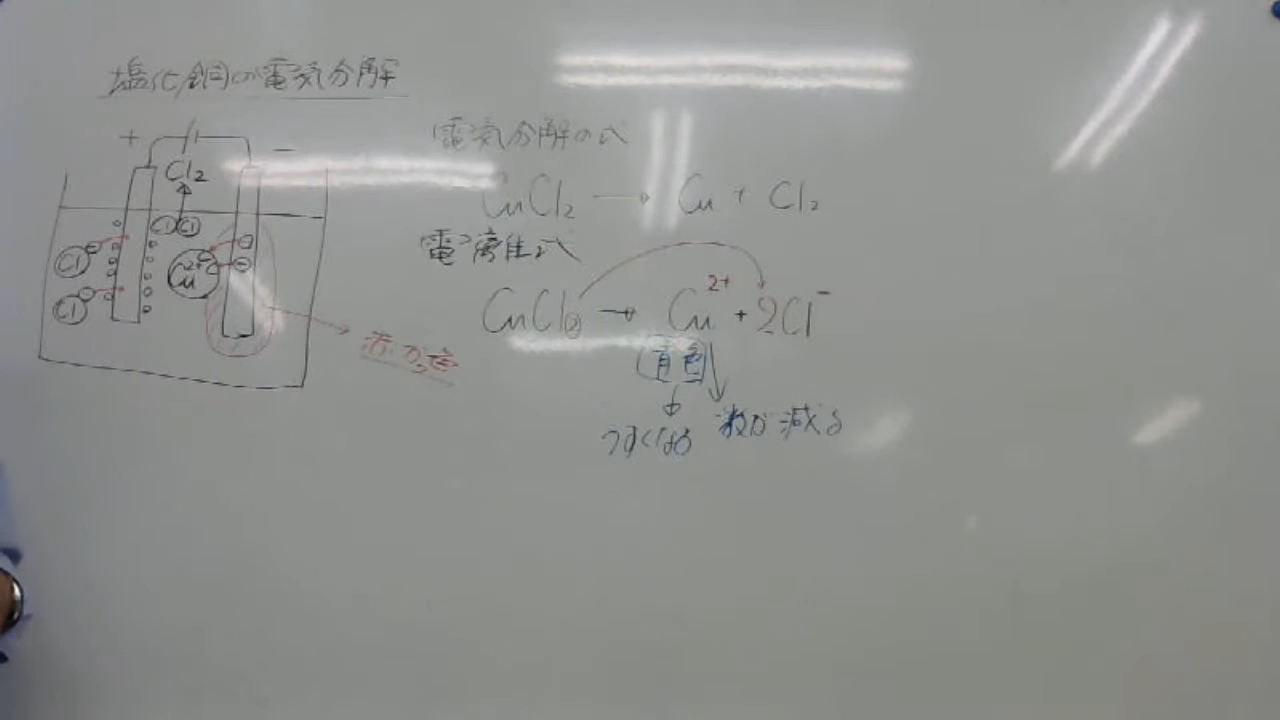 塩化銅の電気分解
+ −
Cl₂
Cl Cl
Cl
Cl
Cu²⁺
赤かっ色
電気分解の式
CuCl₂ → Cu + Cl₂
電離式
CuCl₂ → Cu²⁺ + 2Cl⁻
青色
うすくなる
数が減る